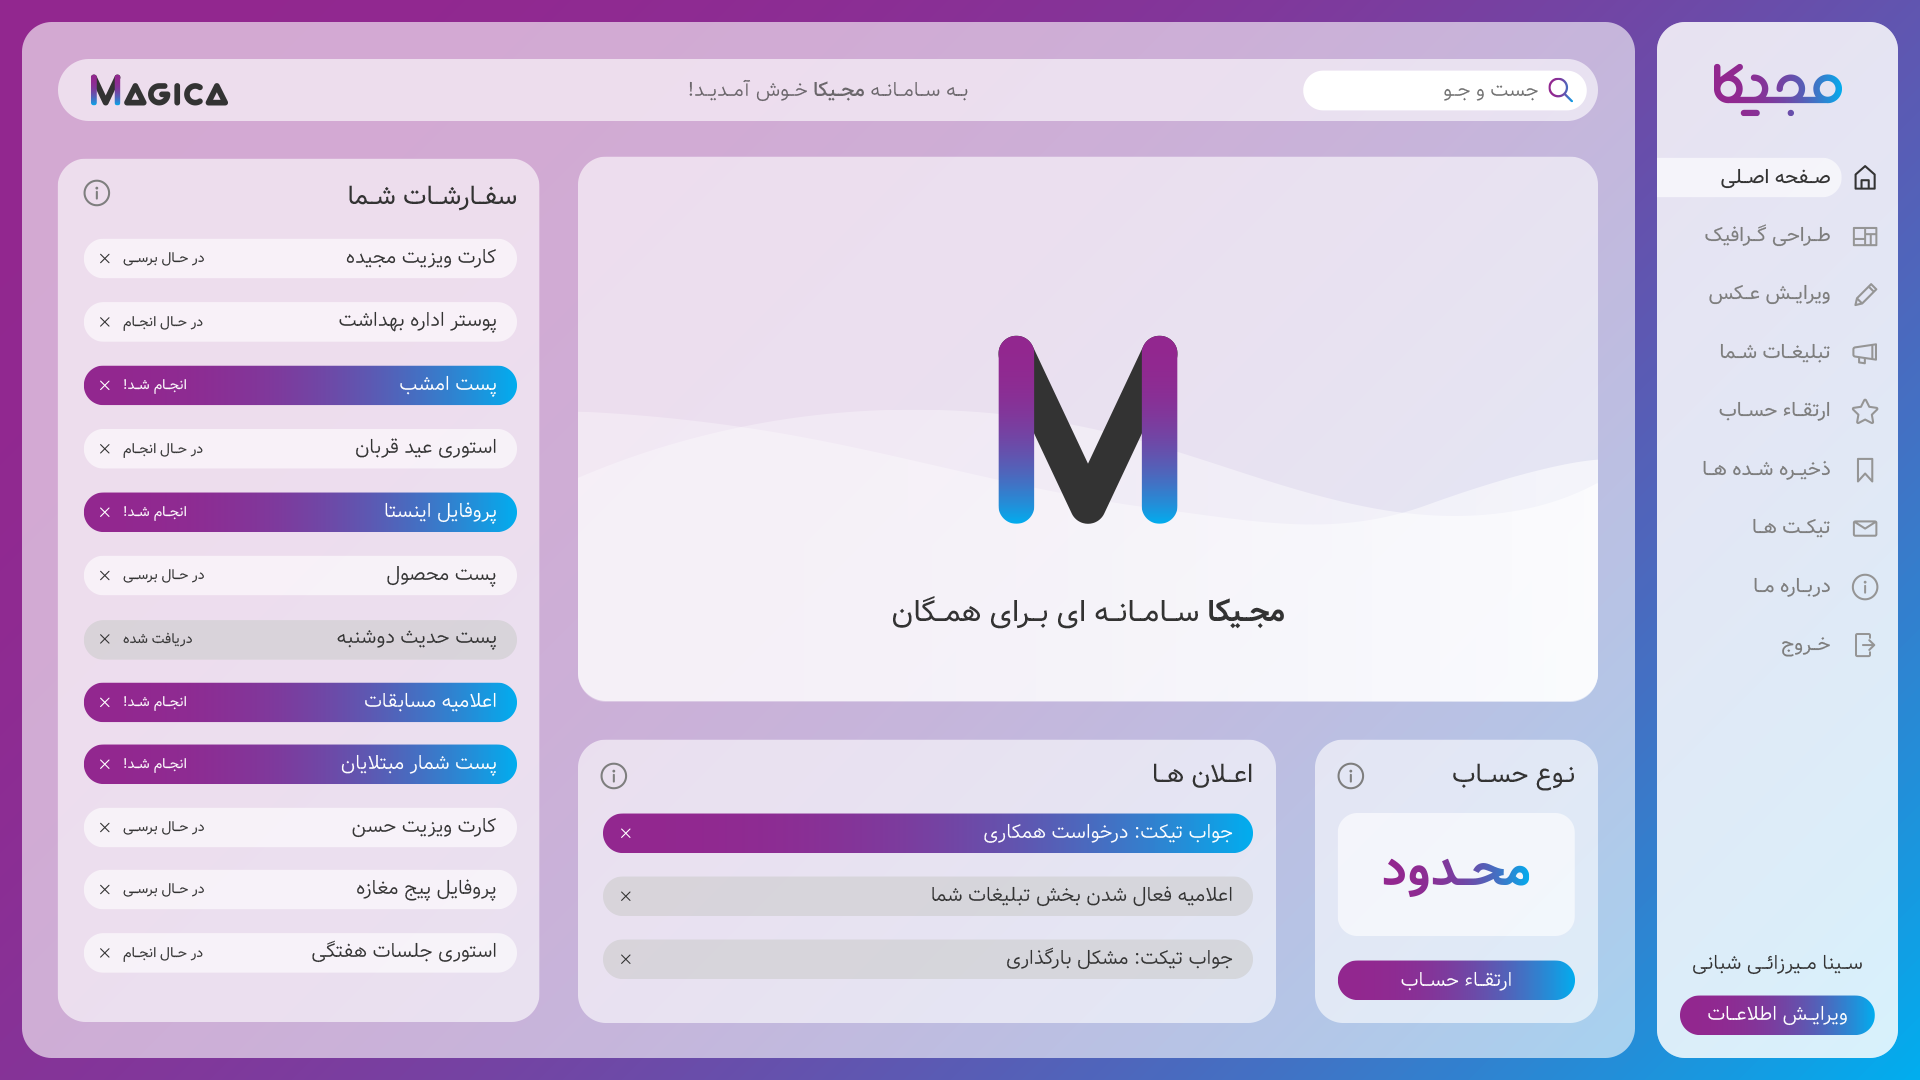 مجیکا
صفحه اصلی
طراحی گرافیک
ویرایش عکس
تبلیغات شما
ارتقاء حساب
ذخیره شده ها
تیکت ها
درباره ما
خروج
سینا میرزائی شبانی
ویرایش اطلاعات
جست و جو
به سامانه مجیکا خوش آمدید!
MAGICA
مجیکا سامانه ای برای همگان
نوع حساب
محدود
ارتقاء حساب
اعلان ها
جواب تیکت: درخواست همکاری
اعلامیه فعال شدن بخش تبلیغات شما
جواب تیکت: مشکل بارگذاری
سفارشات شما
کارت ویزیت مجیده در حال برسی
پوستر اداره بهداشت در حال انجام
پست امشب انجام شد!
استوری عید قربان در حال انجام
پروفایل اینستا انجام شد!
پست محصول در حال برسی
پست حدیث دوشنبه دریافت شده
اعلامیه مسابقات انجام شد!
پست شمار مبتلایان انجام شد!
کارت ویزیت حسن در حال برسی
پروفایل پیج مغازه در حال برسی
استوری جلسات هفتگی در حال انجام